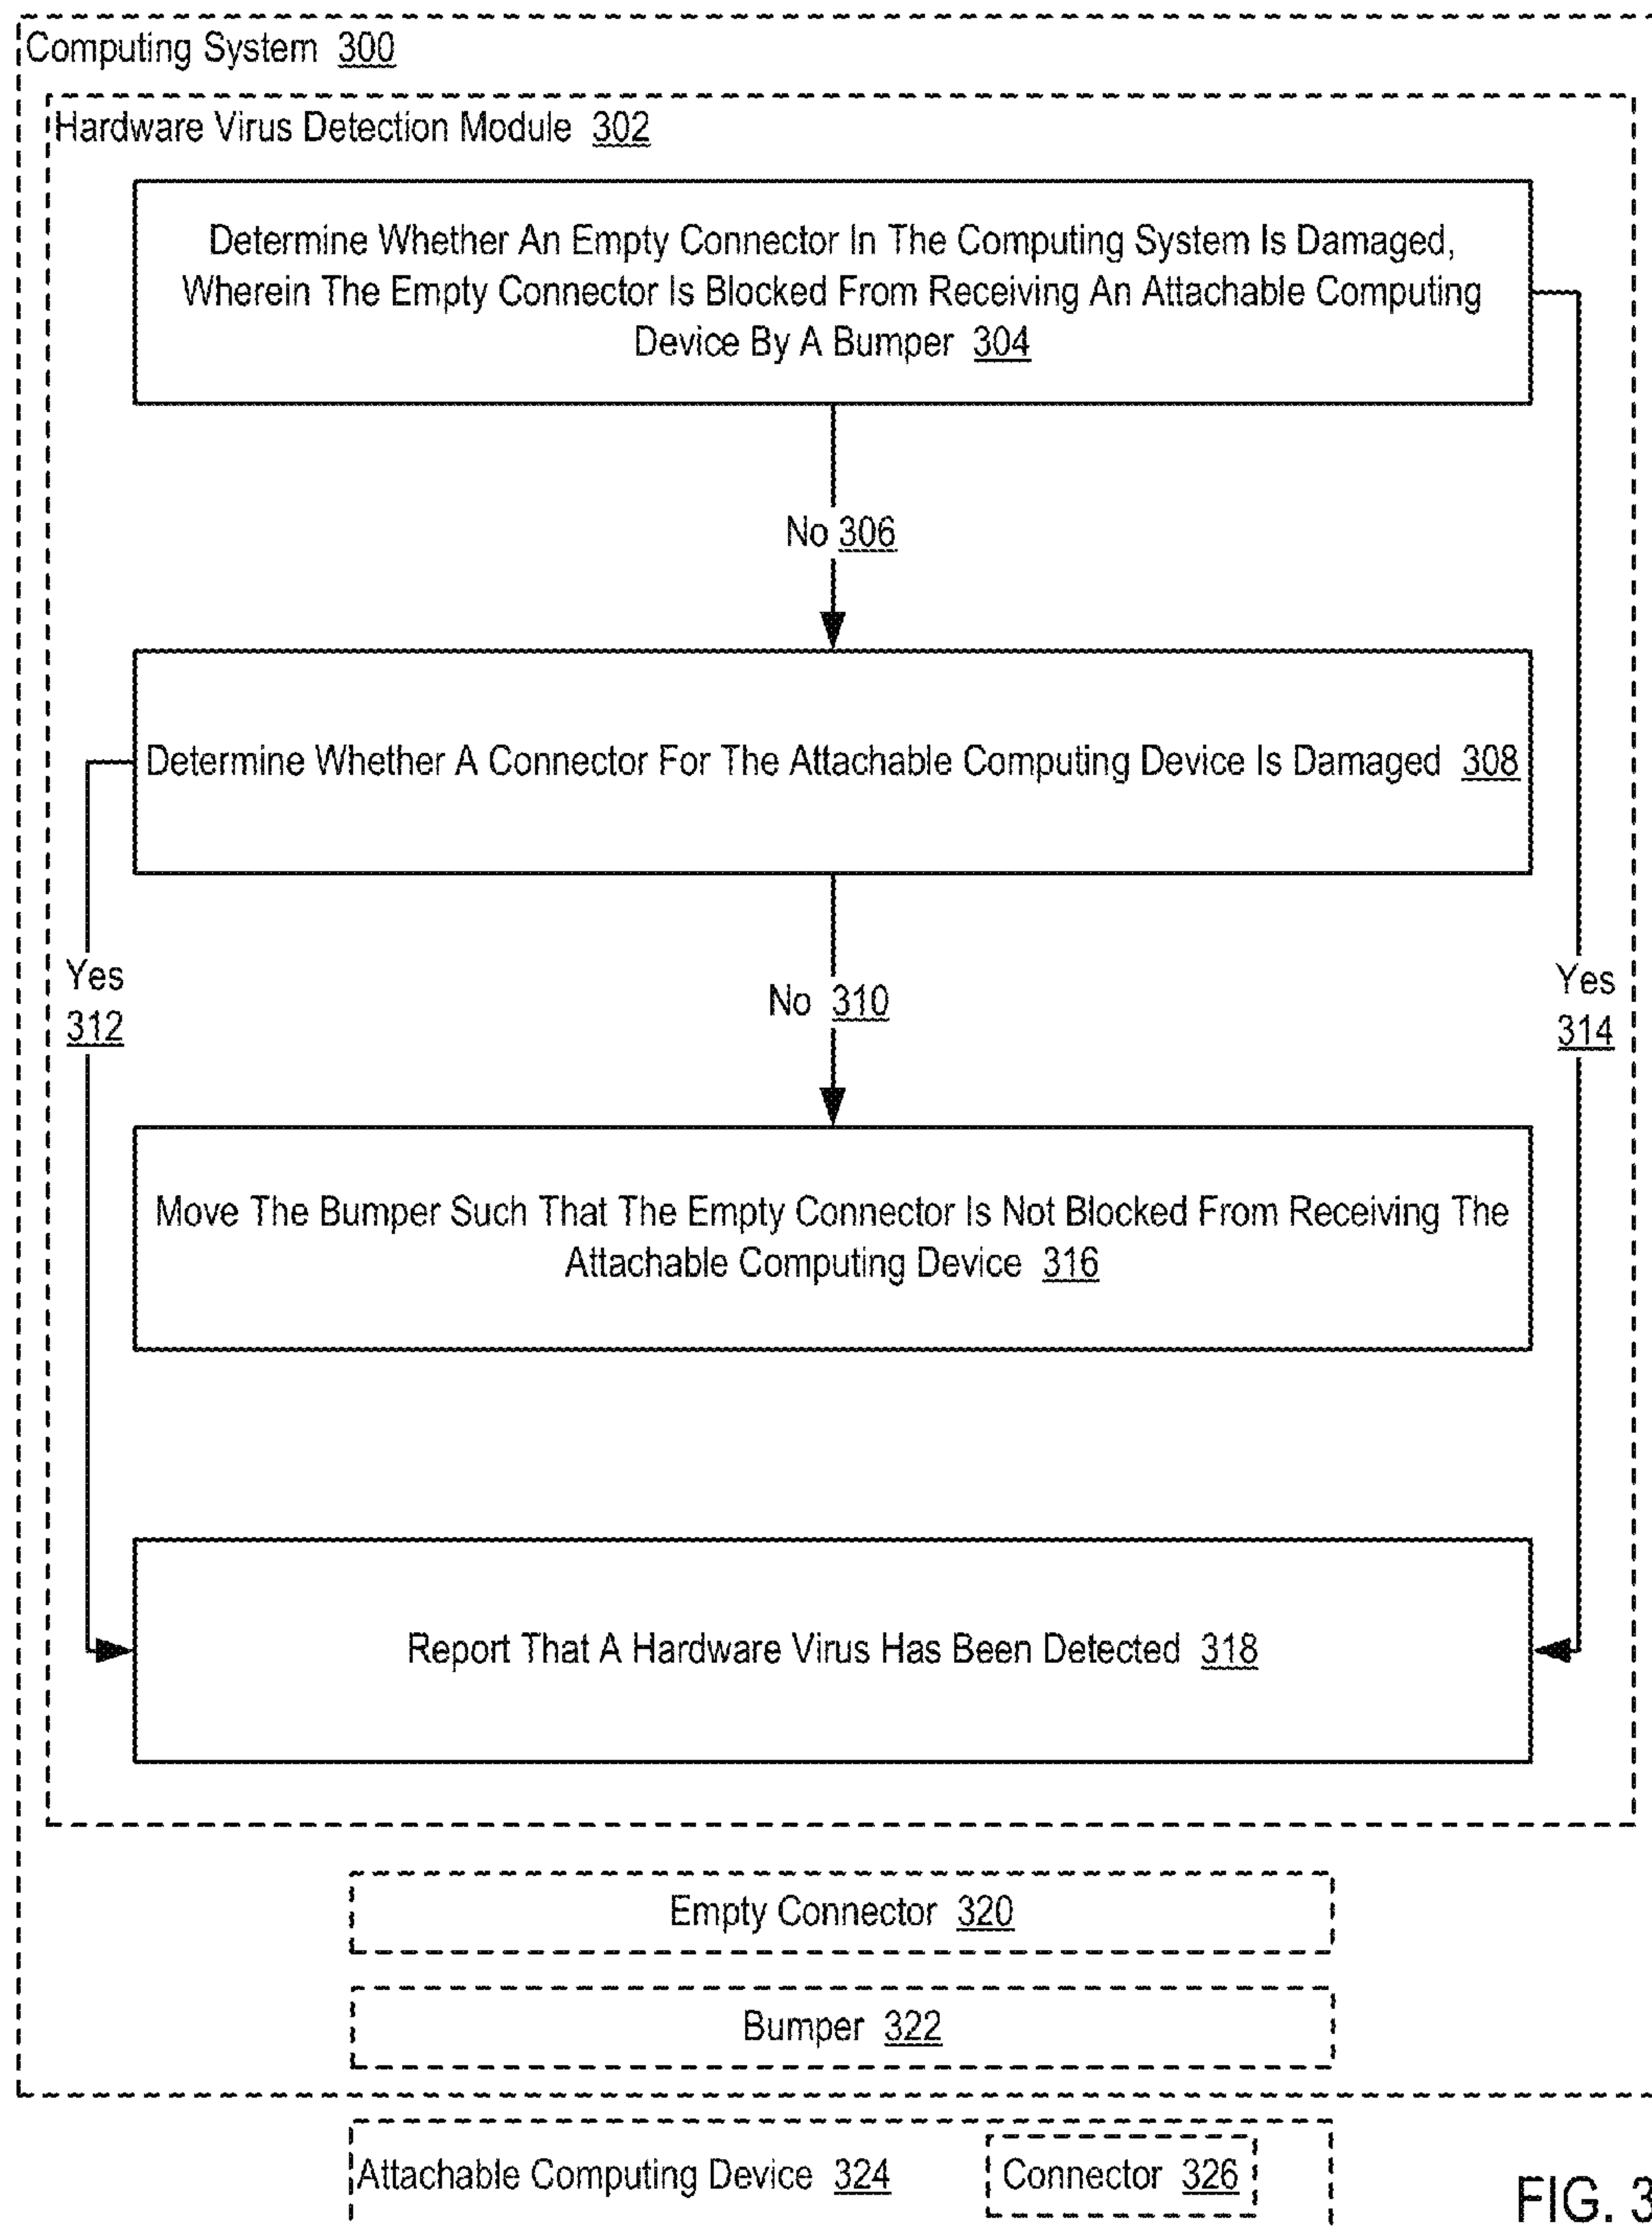 Computing System 300
Hardware Virus Detection Module 302
Determine Whether An Empty Connector In The Computing System Is Damaged,
Wherein The Empty Connector Is Blocked From Receiving An Attachable Computing
Device By A Bumper 304
No 306
Determine Whether A Connector For The Attachable Computing Device Is Damaged 308
Yes
312
No 310
Yes
314
Move The Bumper Such That The Empty Connector Is Not Blocked From Receiving The
Attachable Computing Device 316
Report That A Hardware Virus Has Been Detected 318
Empty Connector 320
Bumper 322
Attachable Computing Device 324
Connector 326
FIG. 3